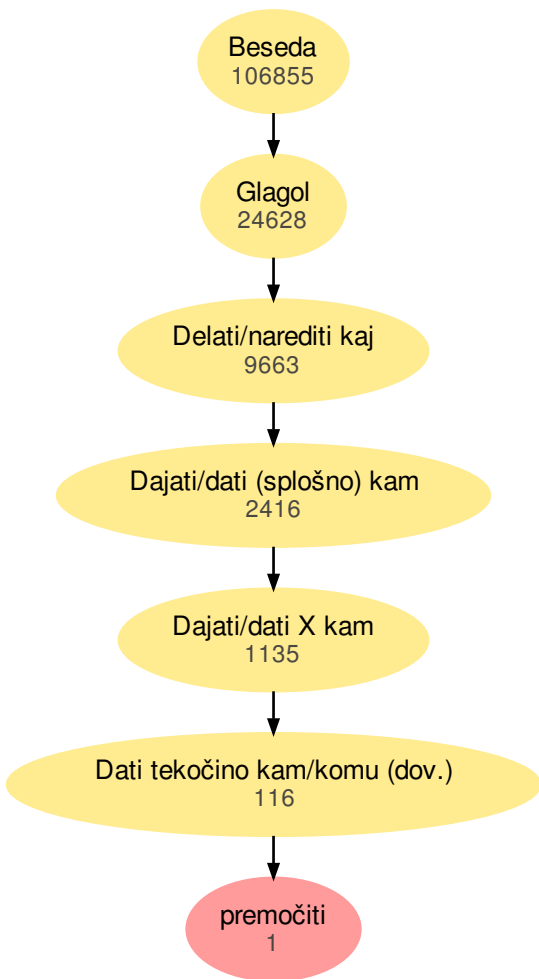 Beseda
106855
Glagol
24628
Delati/narediti kaj
9663
Dajati/dati (splošno) kam
2416
Dajati/dati X kam
1135
Dati tekočino kam/komu (dov.)
116
premočiti
1